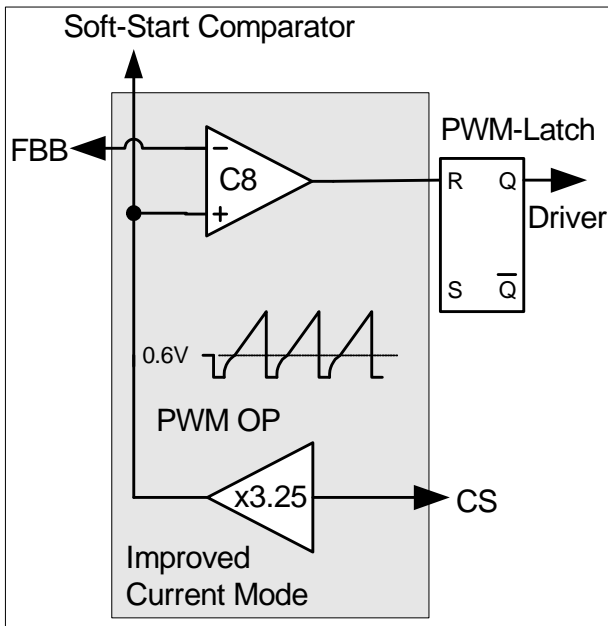 Soft-Start Comparator
FBB
C8
−
+
PWM-Latch
R Q
Driver
S Q̅
0.6V
PWM OP
x3.25
CS
Improved
Current Mode